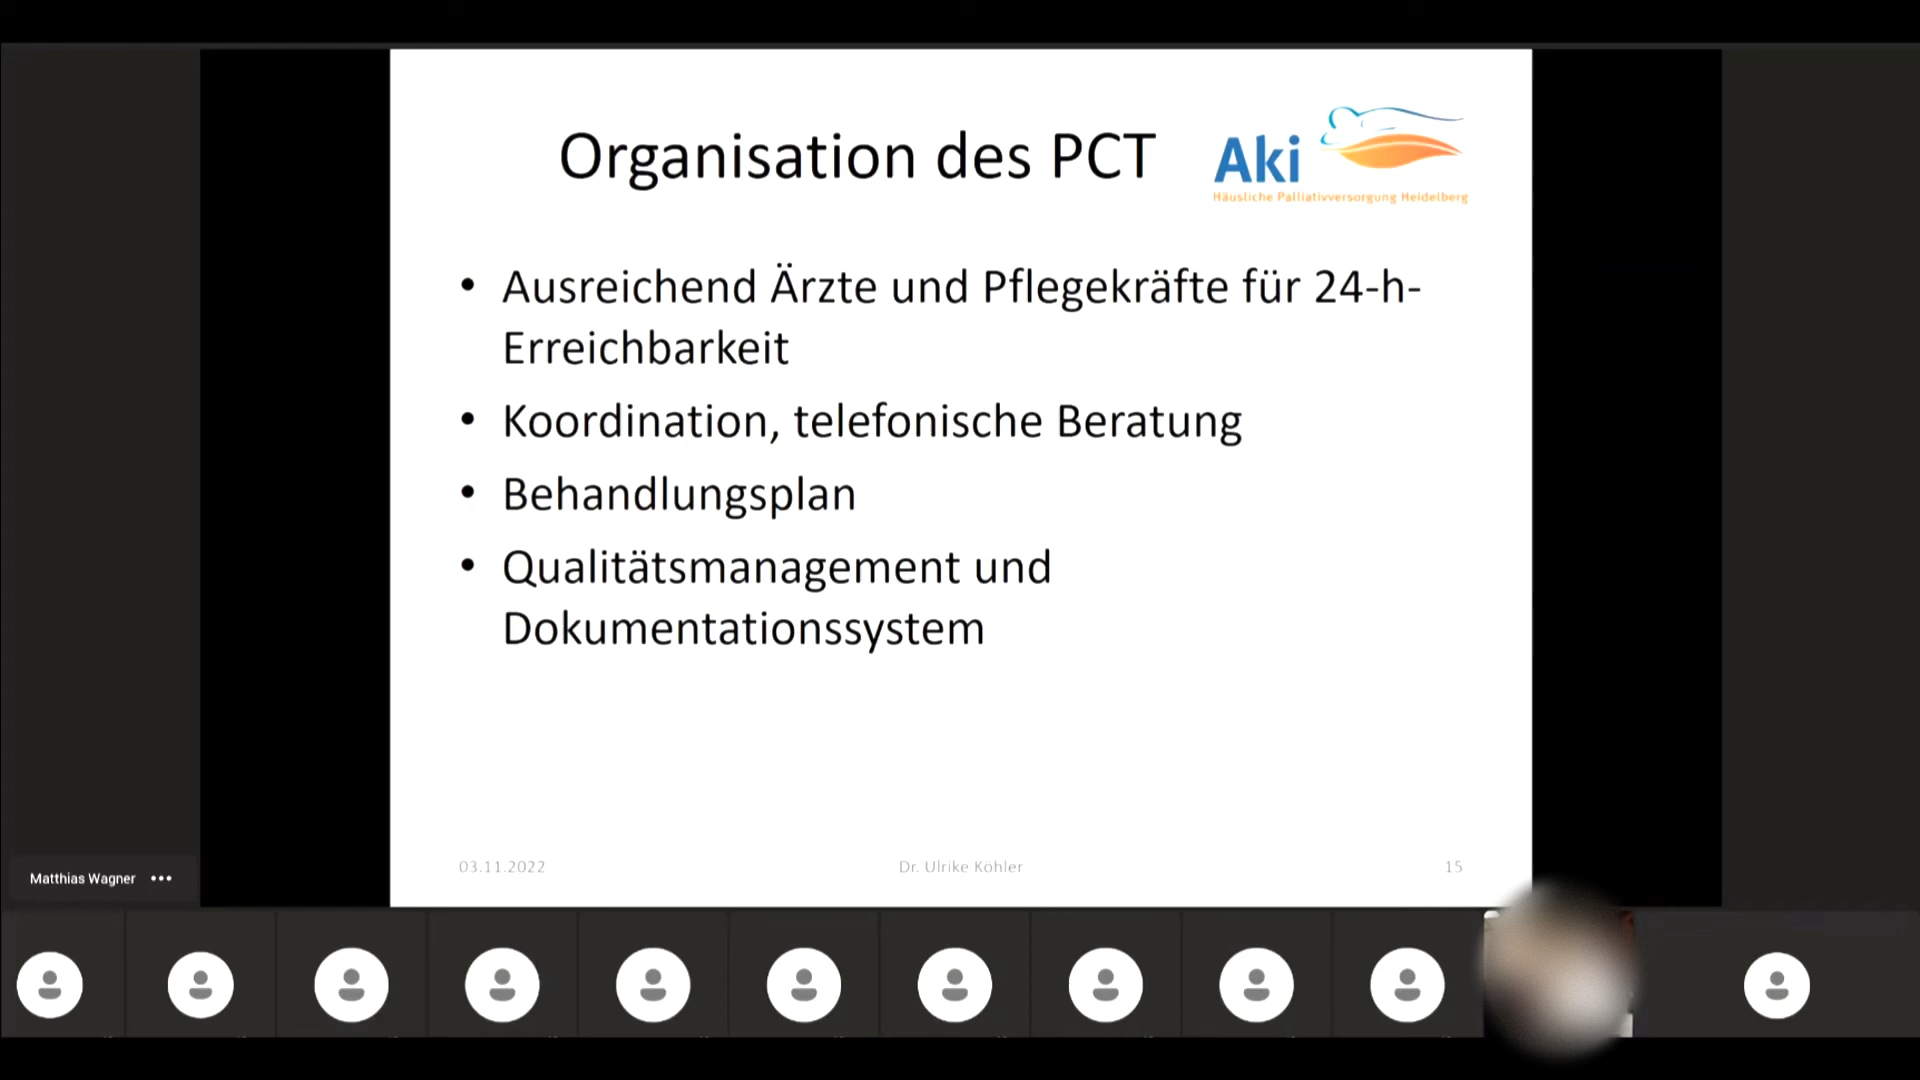 Organisation des PCT
Aki
Häusliche Palliativversorgung Heidelberg
• Ausreichend Ärzte und Pflegekräfte für 24-h-
Erreichbarkeit
• Koordination, telefonische Beratung
• Behandlungsplan
• Qualitätsmanagement und
Dokumentationssystem
03.11.2022
Dr. Ulrike Köhler
15
Matthias Wagner •••